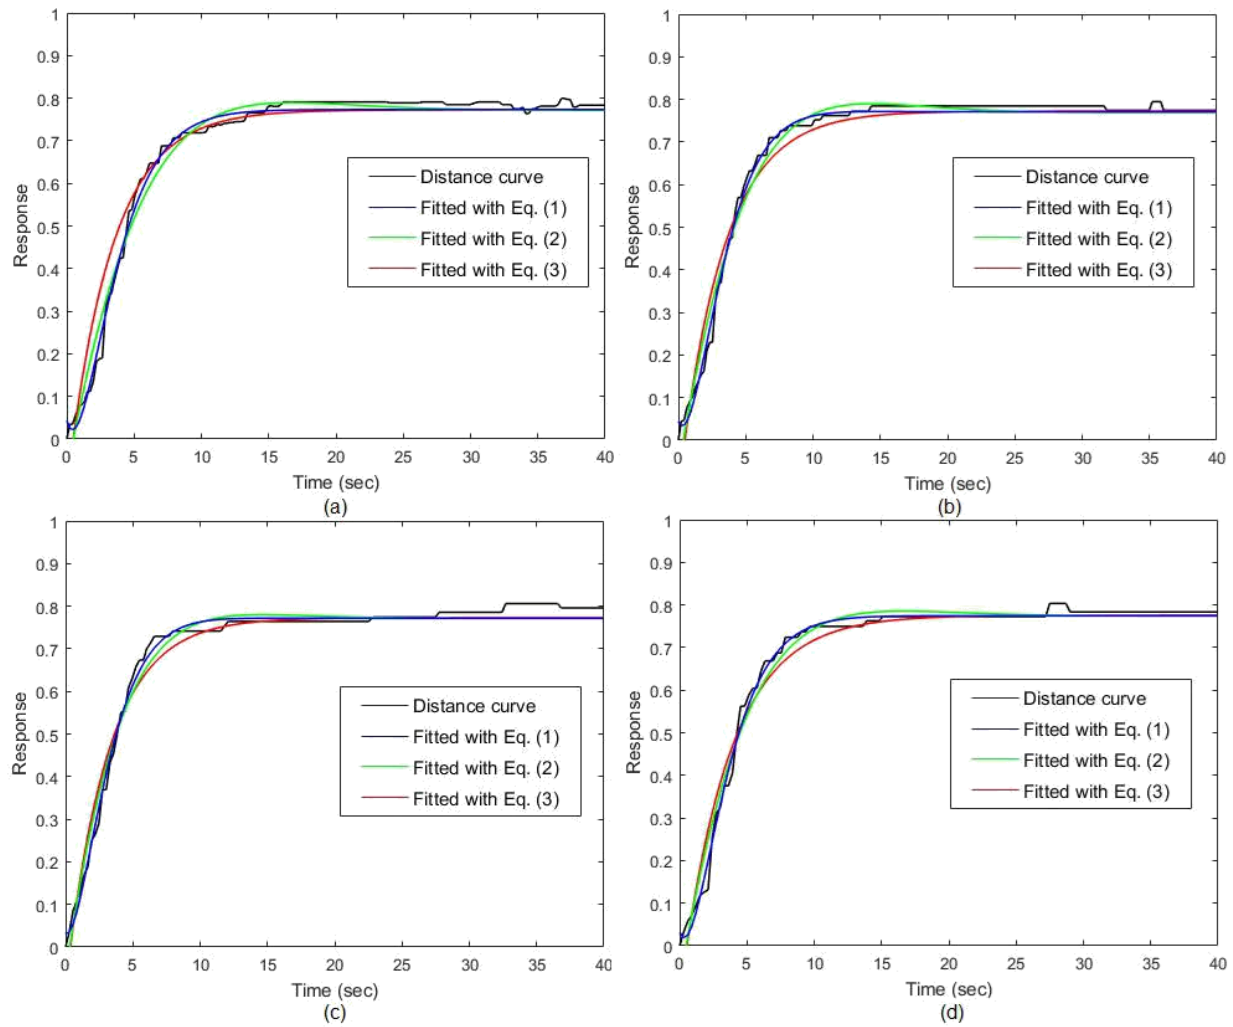 1
0.9
0.8
0.7
0.6
0.5
0.4
0.3
0.2
0.1
0
Response
Distance curve
Fitted with Eq. (1)
Fitted with Eq. (2)
Fitted with Eq. (3)
0 5 10 15 20 25 30 35 40
Time (sec)
(a)
1
0.9
0.8
0.7
0.6
0.5
0.4
0.3
0.2
0.1
0
Response
Distance curve
Fitted with Eq. (1)
Fitted with Eq. (2)
Fitted with Eq. (3)
0 5 10 15 20 25 30 35 40
Time (sec)
(b)
1
0.9
0.8
0.7
0.6
0.5
0.4
0.3
0.2
0.1
0
Response
Distance curve
Fitted with Eq. (1)
Fitted with Eq. (2)
Fitted with Eq. (3)
0 5 10 15 20 25 30 35 40
Time (sec)
(c)
1
0.9
0.8
0.7
0.6
0.5
0.4
0.3
0.2
0.1
0
Response
Distance curve
Fitted with Eq. (1)
Fitted with Eq. (2)
Fitted with Eq. (3)
0 5 10 15 20 25 30 35 40
Time (sec)
(d)